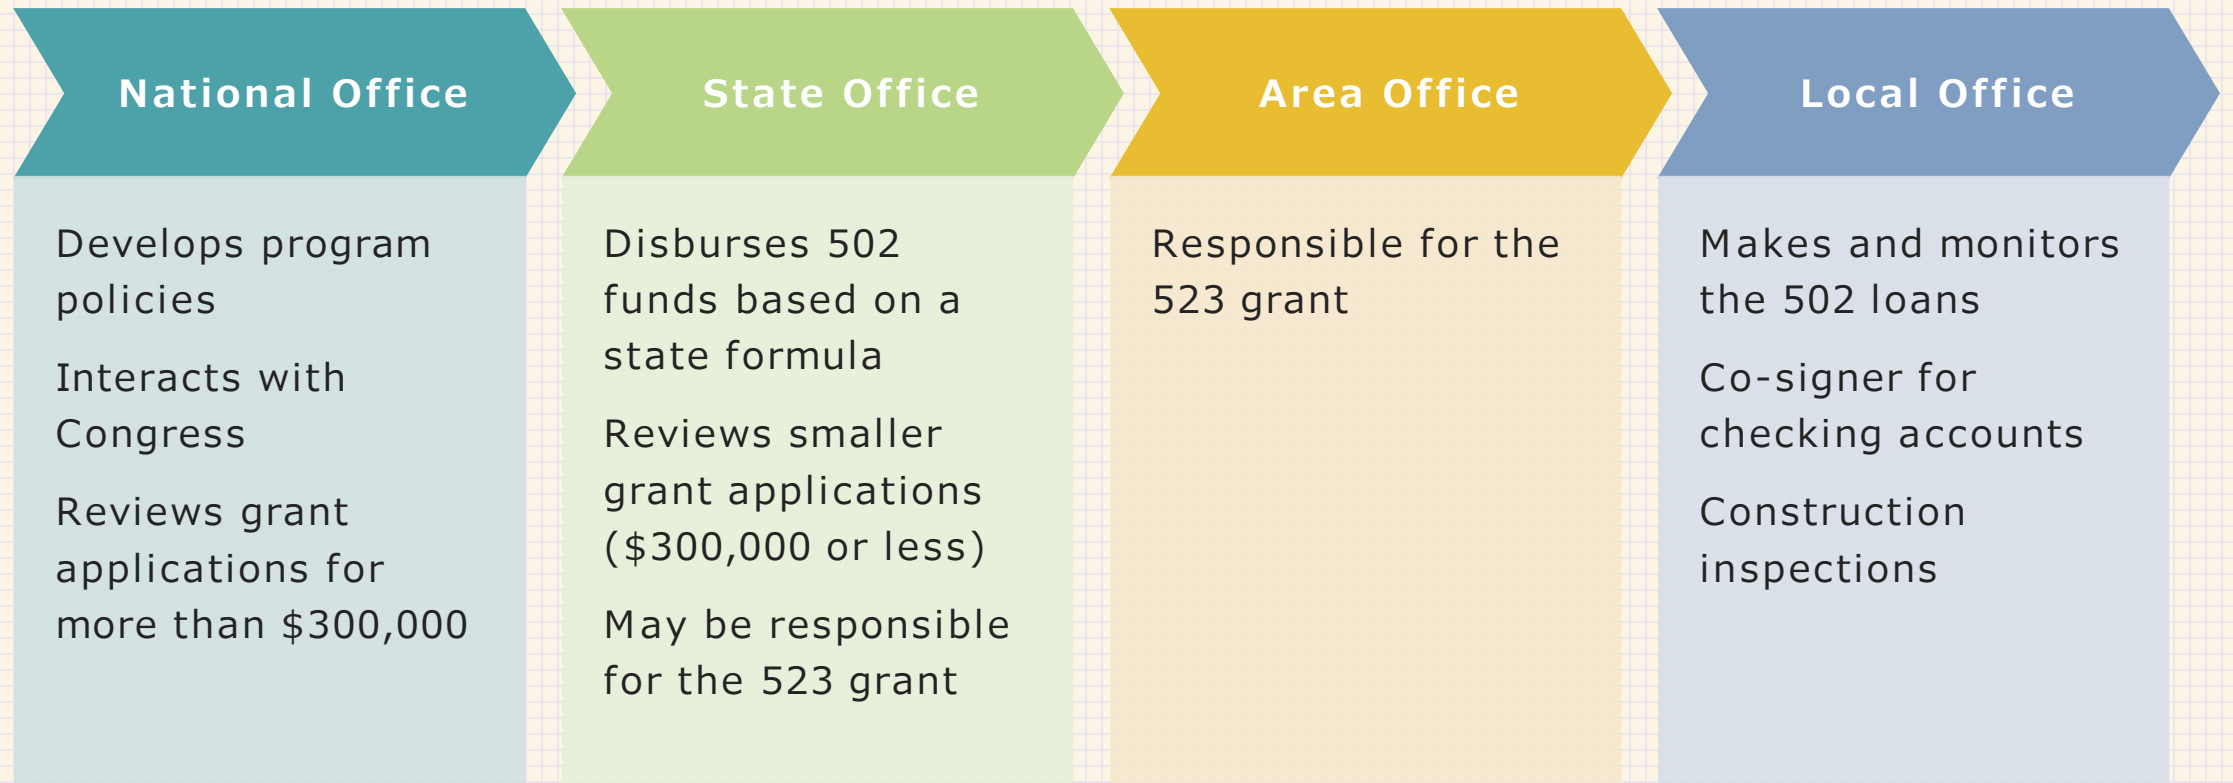 National Office
Develops program
policies
Interacts with
Congress
Reviews grant
applications for
more than $300,000
State Office
Disburses 502
funds based on a
state formula
Reviews smaller
grant applications
($300,000 or less)
May be responsible
for the 523 grant
Area Office
Responsible for the
523 grant
Local Office
Makes and monitors
the 502 loans
Co-signer for
checking accounts
Construction
inspections